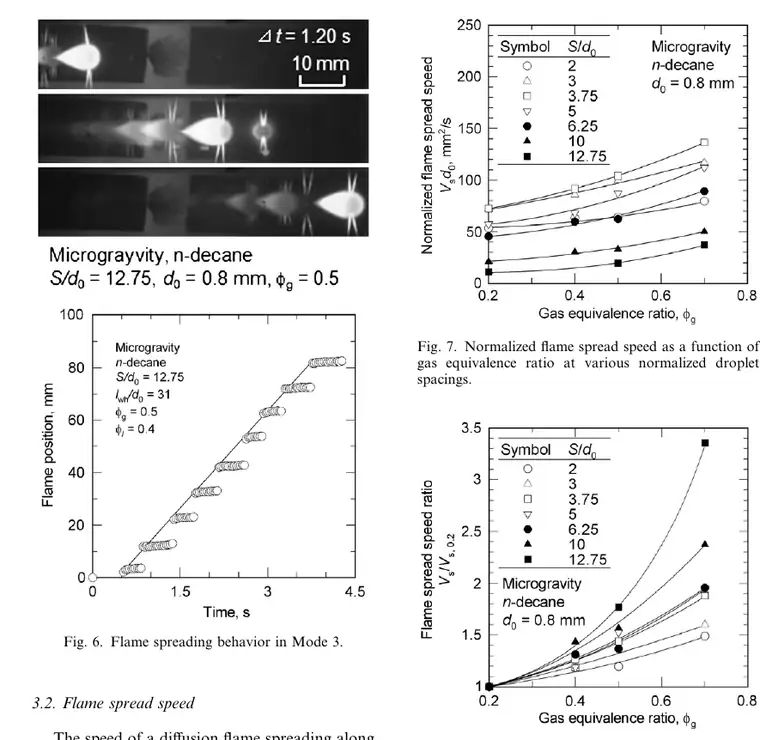 Δt = 1.20 s
10 mm
Micrograyvity, n-decane
S/d0 = 12.75, d0 = 0.8 mm, ϕg = 0.5
100
80
60
40
20
0
Flame position, mm
Microgravity
n-decane
S/d0 = 12.75
lwh/d0 = 31
ϕg = 0.5
ϕl = 0.4
0 1.5 3 4.5
Time, s
Fig. 6. Flame spreading behavior in Mode 3.
3.2. Flame spread speed
The speed of a diffusion flame spreading along
250
200
150
100
50
0
Normalized flame spread speed
Vsd0, mm2/s
Symbol S/d0
2
3
3.75
5
6.25
10
12.75
Microgravity
n-decane
d0 = 0.8 mm
0.2 0.4 0.6 0.8
Gas equivalence ratio, ϕg
Fig. 7. Normalized flame spread speed as a function of
gas equivalence ratio at various normalized droplet
spacings.
3.5
3
2.5
2
1.5
1
Flame spread speed ratio
Vs/Vs, 0.2
Symbol S/d0
2
3
3.75
5
6.25
10
12.75
Microgravity
n-decane
d0 = 0.8 mm
0.2 0.4 0.6 0.8
Gas equivalence ratio, ϕg